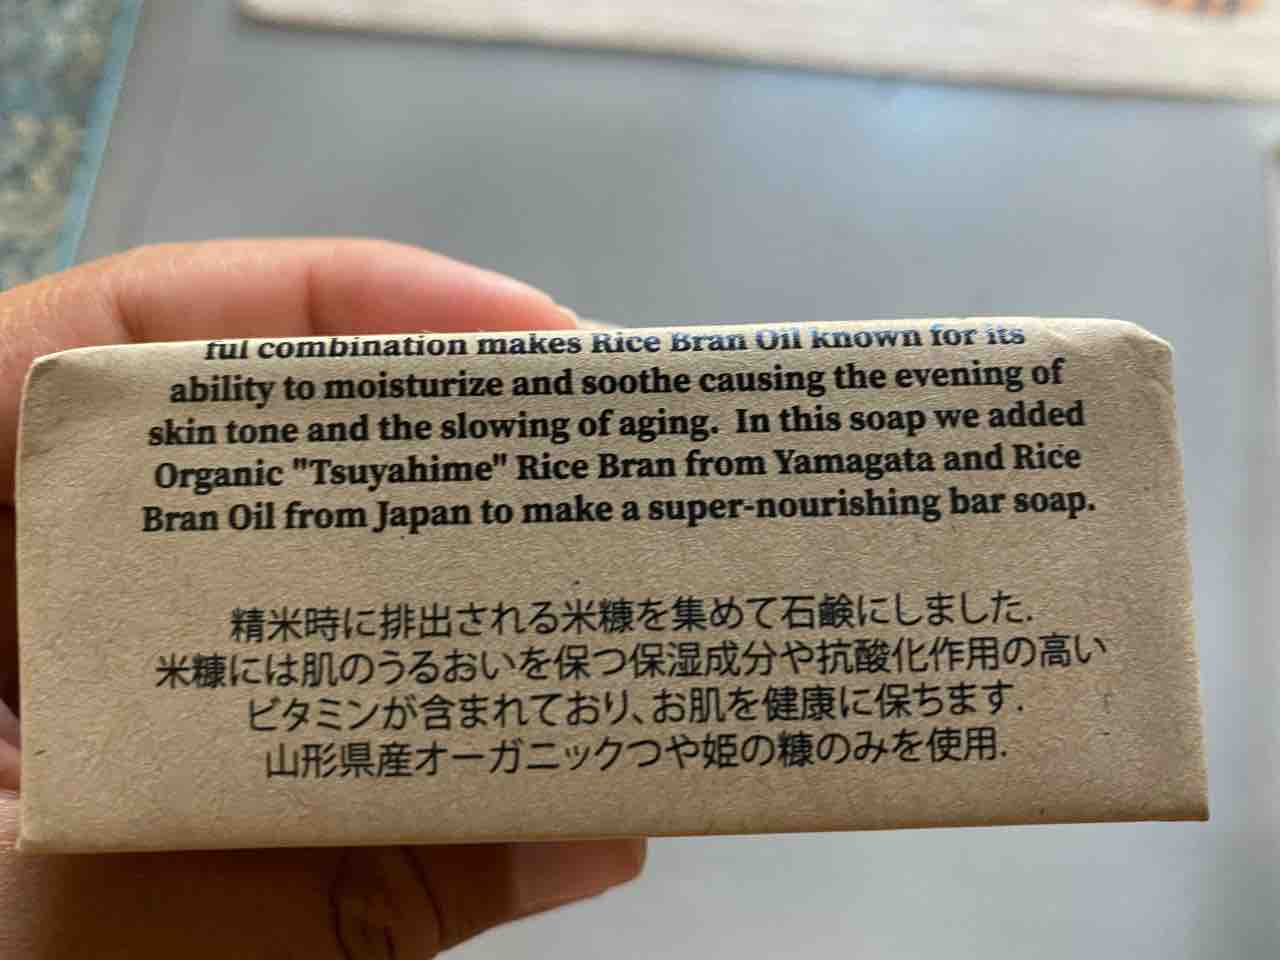 ful combination makes Rice Bran Oil known for its
ability to moisturize and soothe causing the evening of
skin tone and the slowing of aging. In this soap we added
Organic "Tsuyahime" Rice Bran from Yamagata and Rice
Bran Oil from Japan to make a super-nourishing bar soap.
精米時に排出される米糠を集めて石鹸にしました.
米糠には肌のうるおいを保つ保湿成分や抗酸化作用の高い
ビタミンが含まれており、お肌を健康に保ちます.
山形県産オーガニックつや姫の糠のみを使用.